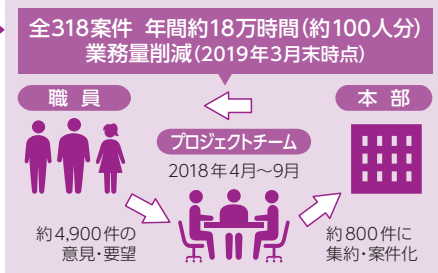 全318案件 年間約18万時間(約100人分)
業務量削減(2019年3月末時点)
職員
本部
プロジェクトチーム
2018年4月〜9月
約4,900件の
意見・要望
約800件に
集約・案件化